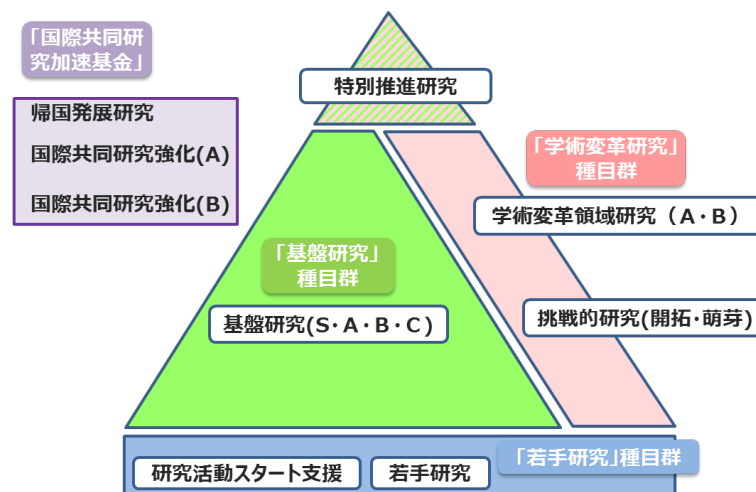 「国際共同研
究加速基金」
特別推進研究
帰国発展研究
国際共同研究強化(A)
国際共同研究強化(B)
「学術変革研究」
種目群
学術変革領域研究（A・B）
「基盤研究」
種目群
基盤研究(S・A・B・C)
挑戦的研究(開拓・萌芽)
「若手研究」種目群
研究活動スタート支援
若手研究